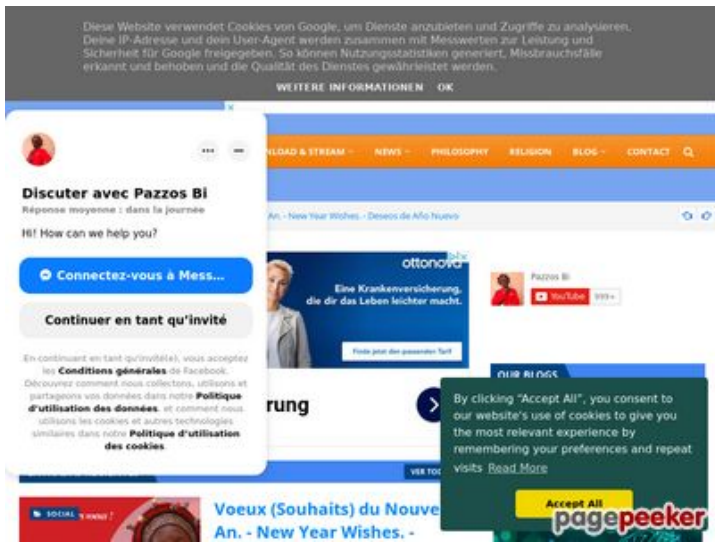 Diese Website verwendet Cookies von Google, um Dienste anzubieten und Zugriffe zu analysieren.
Deine IP-Adresse und dein User-Agent werden zusammen mit Messwerten zur Leistung und
Sicherheit für Google freigegeben. So können Nutzungsstatistiken generiert, Missbrauchsfälle
erkannt und behoben und die Qualität des Dienstes gewährleistet werden.
WEITERE INFORMATIONEN OK
& STREAM NEWS PHILOSOPHY RELIGION BLOG CONTACT
Discuter avec Pazzos Bi
Réponse moyenne : dans la journée
Hi! How can we help you?
Connectez-vous à Mess...
Continuer en tant qu'invité
En continuant en tant qu'invité(e), vous acceptez
les Conditions générales de Facebook.
Découvrez comment nous collectons, utilisons et
partageons vos données dans notre Politique
d'utilisation des données, et comment nous
utilisons les cookies et autres technologies
similaires dans notre Politique d'utilisation
des cookies.
An. - New Year Wishes. - Deseos de Año Nuevo
ottonova
Eine Krankenversicherung,
die dir das Leben leichter macht.
Finde jetzt den passenden Tarif
rung
Pazzos Bi
YouTube 999+
OUR BLOGS
By clicking “Accept All”, you consent to
our website's use of cookies to give you
the most relevant experience by
remembering your preferences and repeat
visits Read More
Accept All
VER TO
SOCIAL
Voeux (Souhaits) du Nouve
An. - New Year Wishes. -
pagepeeker